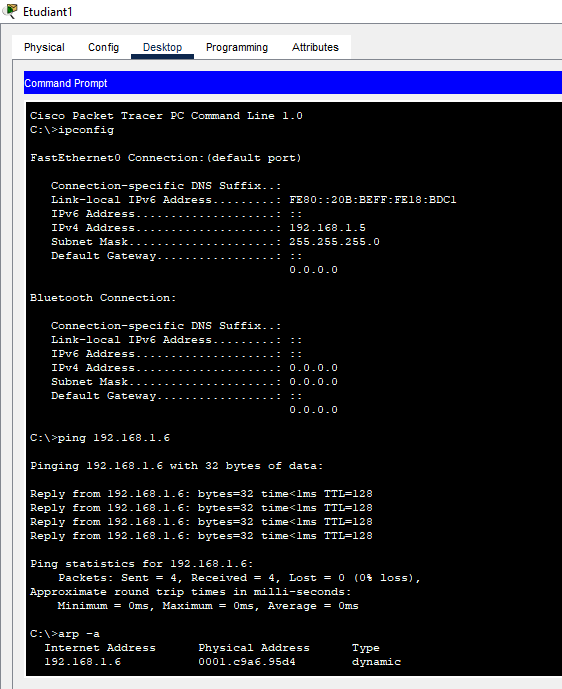 Etudiant1
Physical Config Desktop Programming Attributes
Command Prompt
Cisco Packet Tracer PC Command Line 1.0
C:\>ipconfig
FastEthernet0 Connection:(default port)
Connection-specific DNS Suffix..:
Link-local IPv6 Address.........: FE80::20B:BEFF:FE18:BDC1
IPv6 Address....................: ::
IPv4 Address....................: 192.168.1.5
Subnet Mask.....................: 255.255.255.0
Default Gateway.................: ::
0.0.0.0
Bluetooth Connection:
Connection-specific DNS Suffix..:
Link-local IPv6 Address.........: ::
IPv6 Address....................: ::
IPv4 Address....................: 0.0.0.0
Subnet Mask.....................: 0.0.0.0
Default Gateway.................: ::
0.0.0.0
C:\>ping 192.168.1.6
Pinging 192.168.1.6 with 32 bytes of data:
Reply from 192.168.1.6: bytes=32 time<1ms TTL=128
Reply from 192.168.1.6: bytes=32 time<1ms TTL=128
Reply from 192.168.1.6: bytes=32 time<1ms TTL=128
Reply from 192.168.1.6: bytes=32 time<1ms TTL=128
Ping statistics for 192.168.1.6:
Packets: Sent = 4, Received = 4, Lost = 0 (0% loss),
Approximate round trip times in milli-seconds:
Minimum = 0ms, Maximum = 0ms, Average = 0ms
C:\>arp -a
Internet Address Physical Address Type
192.168.1.6 0001.c9a6.95d4 dynamic